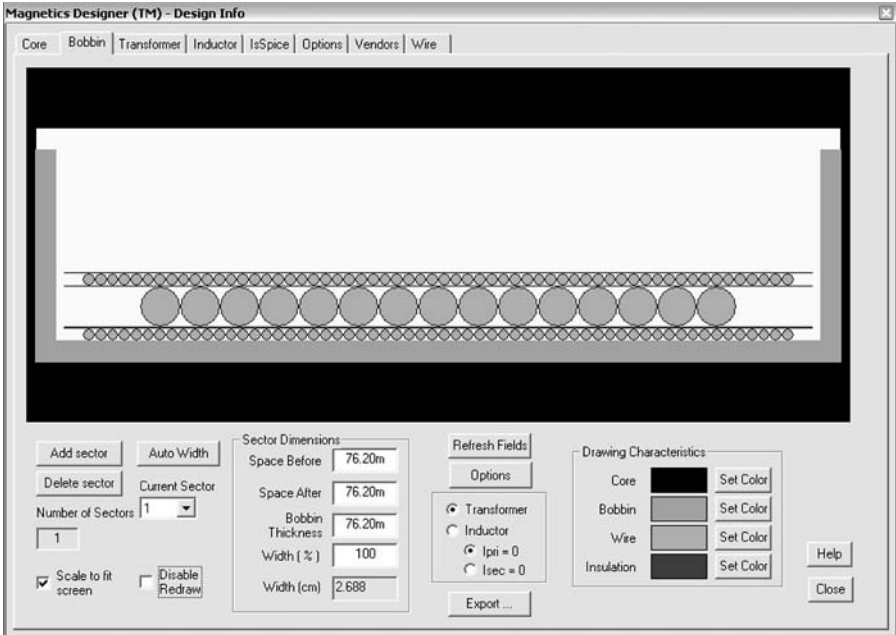 Magnetics Designer (TM) - Design Info
Core Bobbin Transformer Inductor IsSpice Options Vendors Wire
Add sector
Auto Width
Delete sector
Current Sector
1
Number of Sectors
1
Scale to fit
screen
Disable
Redraw
Sector Dimensions
Space Before 76.20m
Space After 76.20m
Bobbin
Thickness 76.20m
Width ( % ) 100
Width (cm) 2.688
Refresh Fields
Options
Transformer
Inductor
Ipri = 0
Isec = 0
Export ...
Drawing Characteristics
Core Set Color
Bobbin Set Color
Wire Set Color
Insulation Set Color
Help
Close